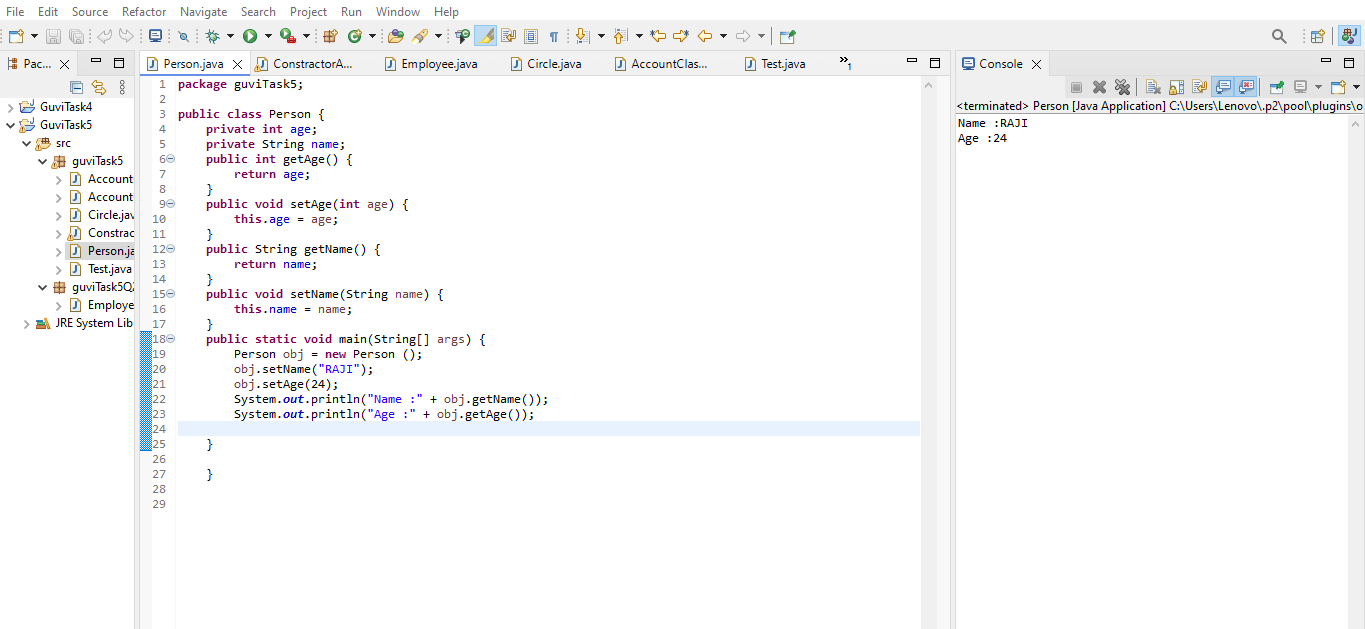 File Edit Source Refactor Navigate Search Project Run Window Help
Pac...
Person.java ConstractorA... Employee.java Circle.java AccountClas... Test.java »1
Console
GuviTask4
GuviTask5
src
guviTask5
Account
Account
Circle.jav
Constrac
Person.ja
Test.java
guviTask5Q
Employe
JRE System Lib
1 package guviTask5;
2
3 public class Person {
4 private int age;
5 private String name;
6 public int getAge() {
7 return age;
8 }
9 public void setAge(int age) {
10 this.age = age;
11 }
12 public String getName() {
13 return name;
14 }
15 public void setName(String name) {
16 this.name = name;
17 }
18 public static void main(String[] args) {
19 Person obj = new Person ();
20 obj.setName("RAJI");
21 obj.setAge(24);
22 System.out.println("Name :" + obj.getName());
23 System.out.println("Age :" + obj.getAge());
24
25 }
26
27 }
28
29
<terminated> Person [Java Application] C:\Users\Lenovo\.p2\pool\plugins\o
Name :RAJI
Age :24